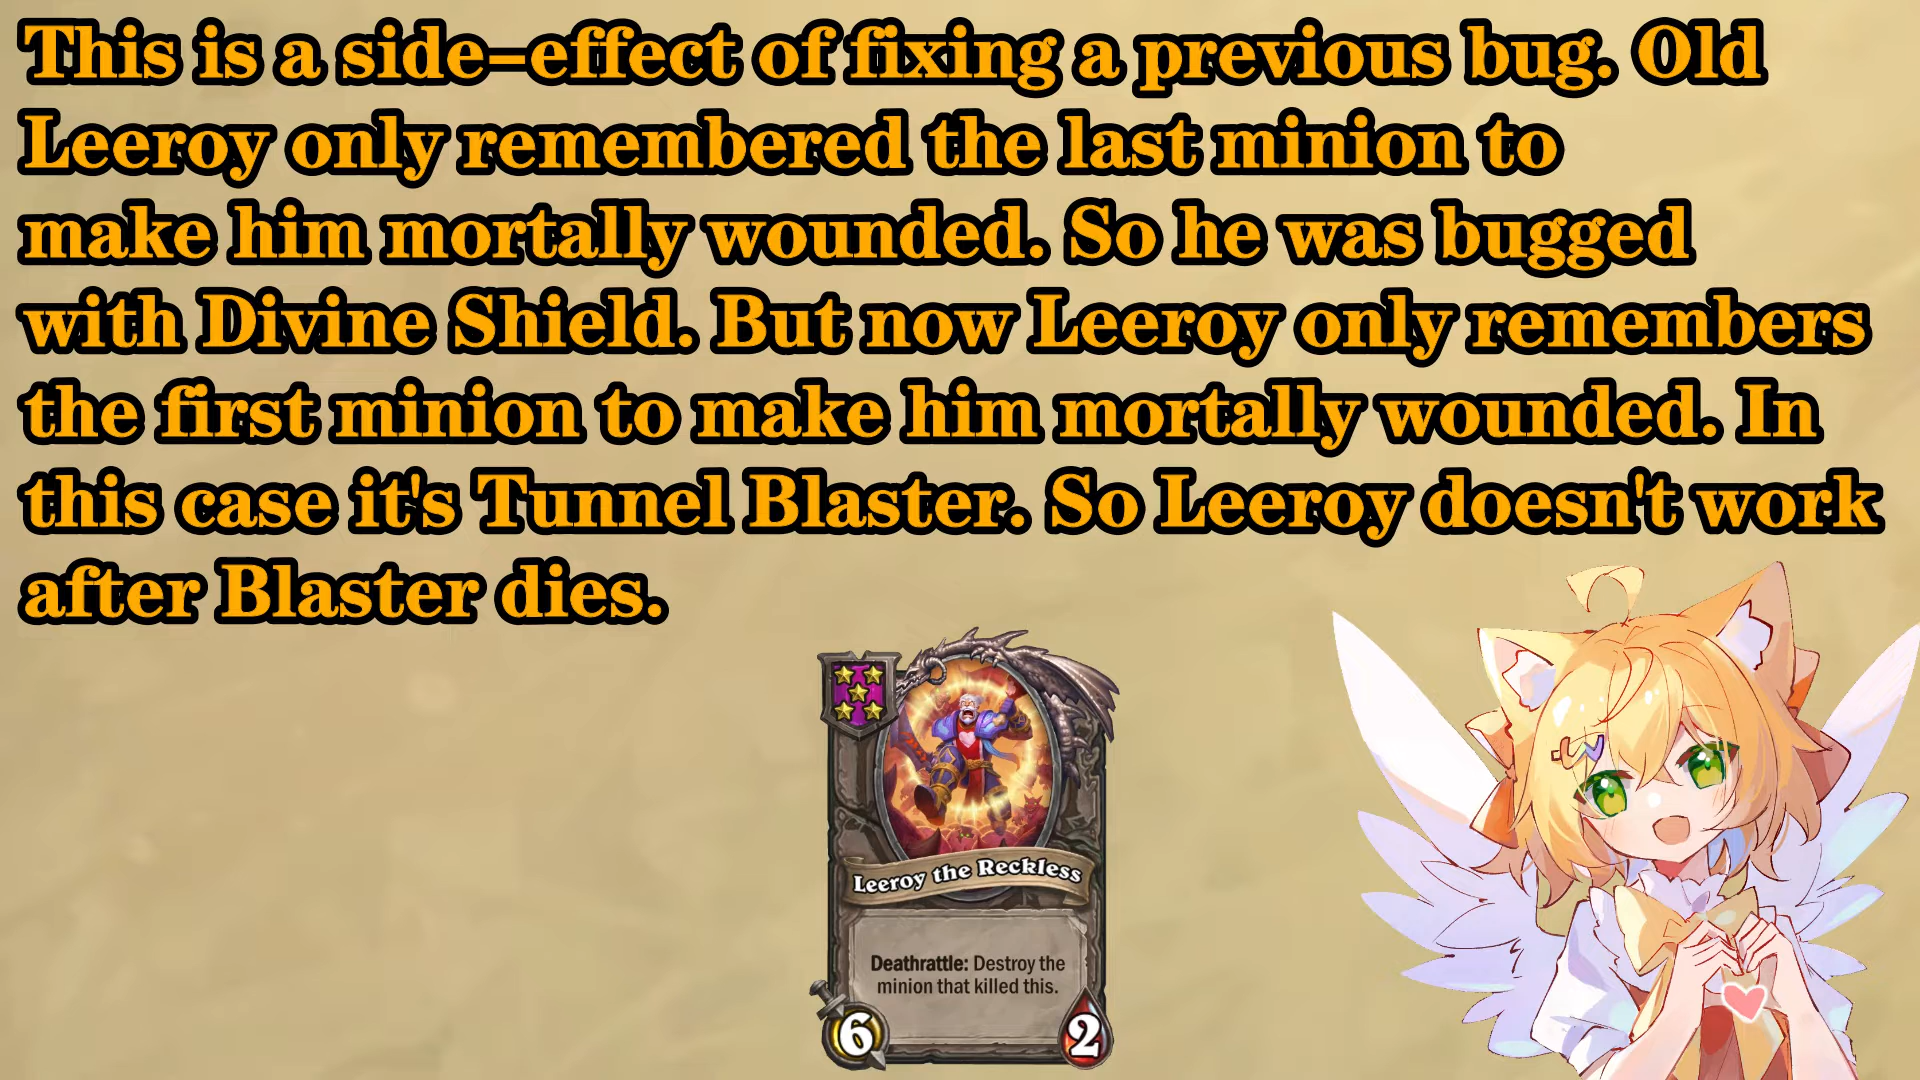 This is a side-effect of fixing a previous bug. Old
Leeroy only remembered the last minion to
make him mortally wounded. So he was bugged
with Divine Shield. But now Leeroy only remembers
the first minion to make him mortally wounded. In
this case it's Tunnel Blaster. So Leeroy doesn't work
after Blaster dies.
Leeroy the Reckless
Deathrattle: Destroy the
minion that killed this.
6
2